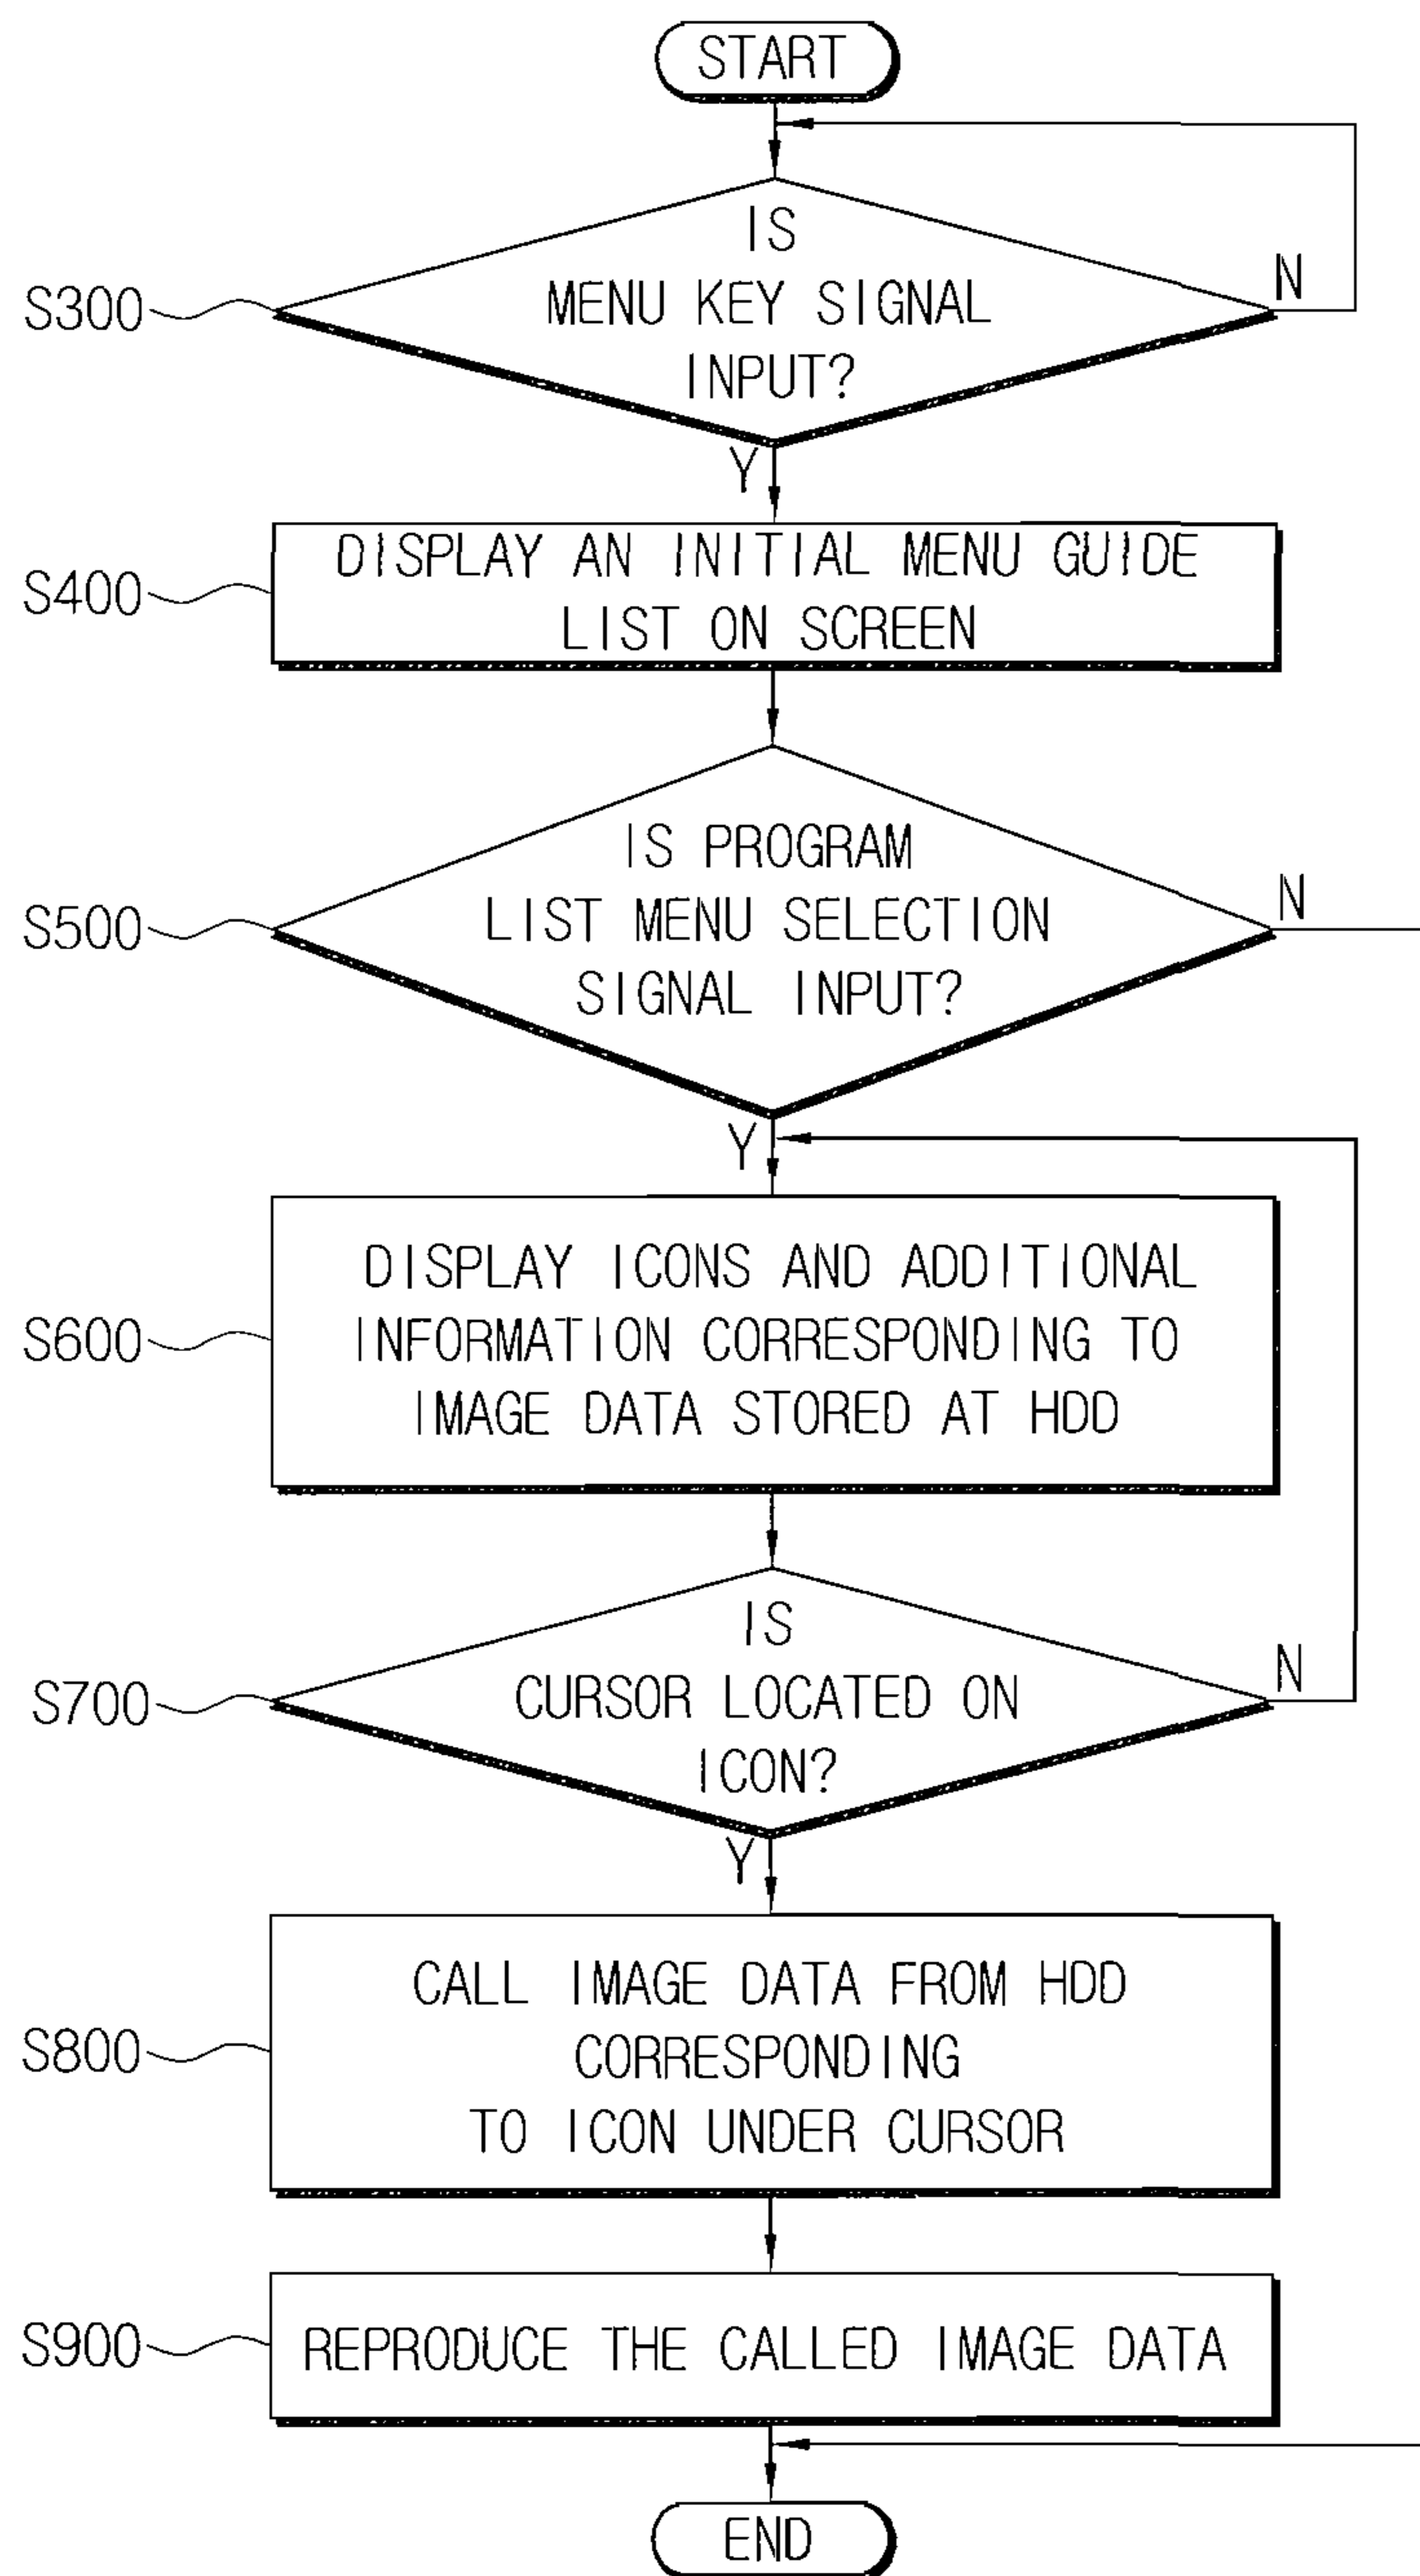 START
IS
MENU KEY SIGNAL
INPUT?
N
S300
Y
DISPLAY AN INITIAL MENU GUIDE
LIST ON SCREEN
S400
IS PROGRAM
LIST MENU SELECTION
SIGNAL INPUT?
N
S500
Y
DISPLAY ICONS AND ADDITIONAL
INFORMATION CORRESPONDING TO
IMAGE DATA STORED AT HDD
S600
IS
CURSOR LOCATED ON
ICON?
N
S700
Y
CALL IMAGE DATA FROM HDD
CORRESPONDING
TO ICON UNDER CURSOR
S800
REPRODUCE THE CALLED IMAGE DATA
S900
END